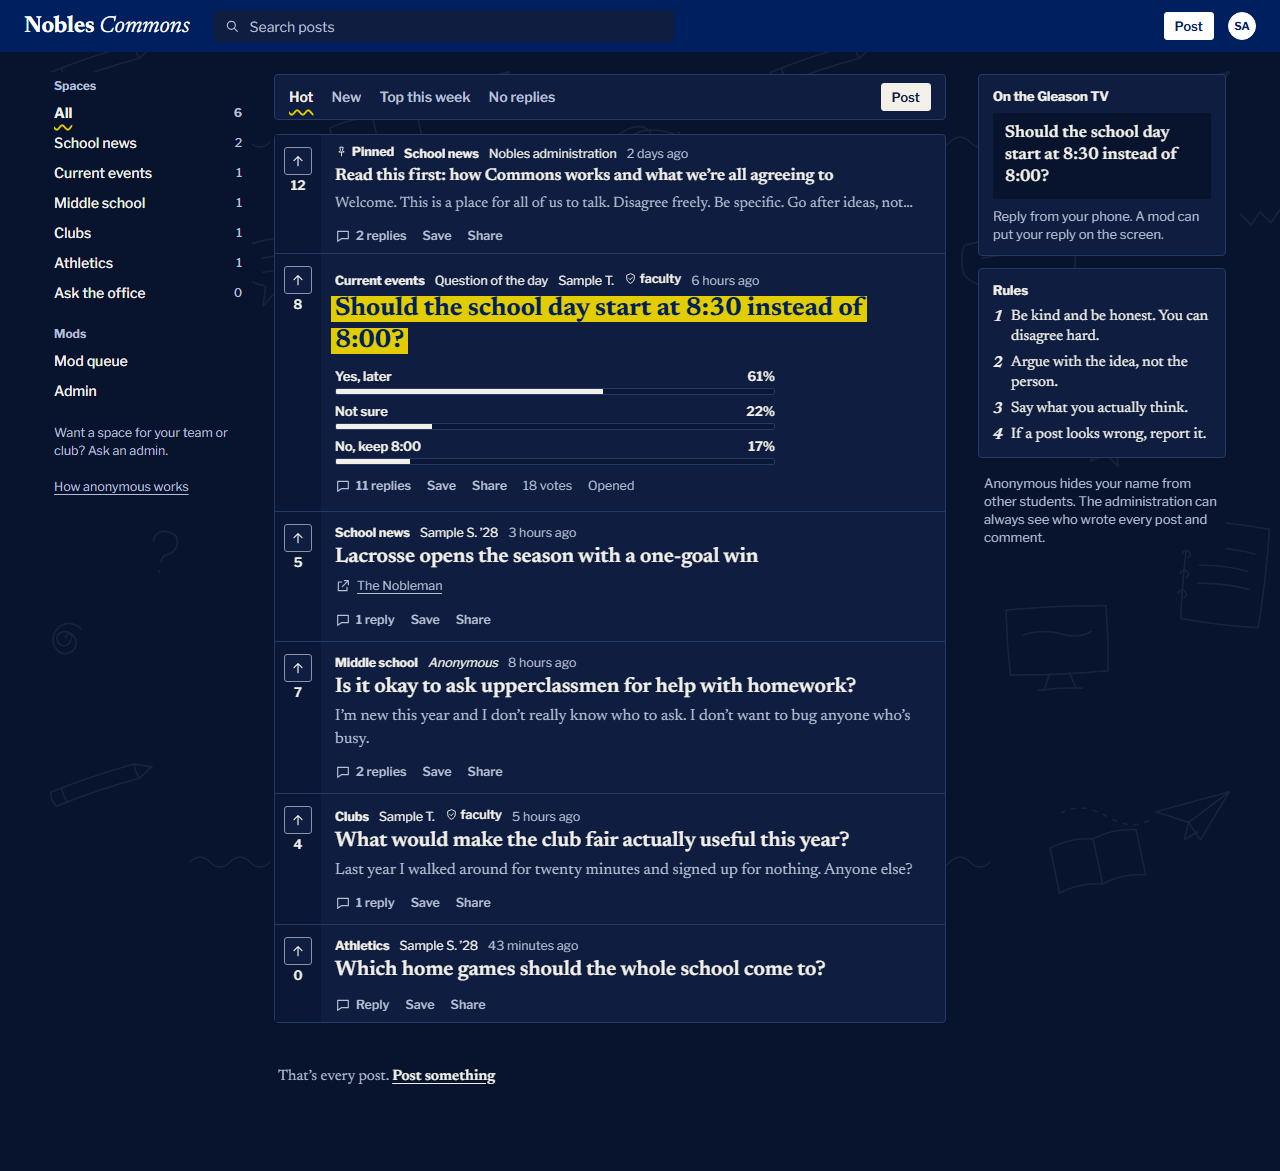 Nobles Commons
Search posts
Post
SA
Spaces
All 6
School news 2
Current events 1
Middle school 1
Clubs 1
Athletics 1
Ask the office 0
Mods
Mod queue
Admin
Want a space for your team or
club? Ask an admin.
How anonymous works
Hot New Top this week No replies
Post
12
Pinned School news Nobles administration 2 days ago
Read this first: how Commons works and what we’re all agreeing to
Welcome. This is a place for all of us to talk. Disagree freely. Be specific. Go after ideas, not…
2 replies Save Share
8
Current events Question of the day Sample T. faculty 6 hours ago
Should the school day start at 8:30 instead of
8:00?
Yes, later 61%
Not sure 22%
No, keep 8:00 17%
11 replies Save Share 18 votes Opened
5
School news Sample S. ’28 3 hours ago
Lacrosse opens the season with a one-goal win
The Nobleman
1 reply Save Share
7
Middle school Anonymous 8 hours ago
Is it okay to ask upperclassmen for help with homework?
I’m new this year and I don’t really know who to ask. I don’t want to bug anyone who’s
busy.
2 replies Save Share
4
Clubs Sample T. faculty 5 hours ago
What would make the club fair actually useful this year?
Last year I walked around for twenty minutes and signed up for nothing. Anyone else?
1 reply Save Share
0
Athletics Sample S. ’28 43 minutes ago
Which home games should the whole school come to?
Reply Save Share
That’s every post. Post something
On the Gleason TV
Should the school day
start at 8:30 instead of
8:00?
Reply from your phone. A mod can
put your reply on the screen.
Rules
1 Be kind and be honest. You can
disagree hard.
2 Argue with the idea, not the
person.
3 Say what you actually think.
4 If a post looks wrong, report it.
Anonymous hides your name from
other students. The administration can
always see who wrote every post and
comment.